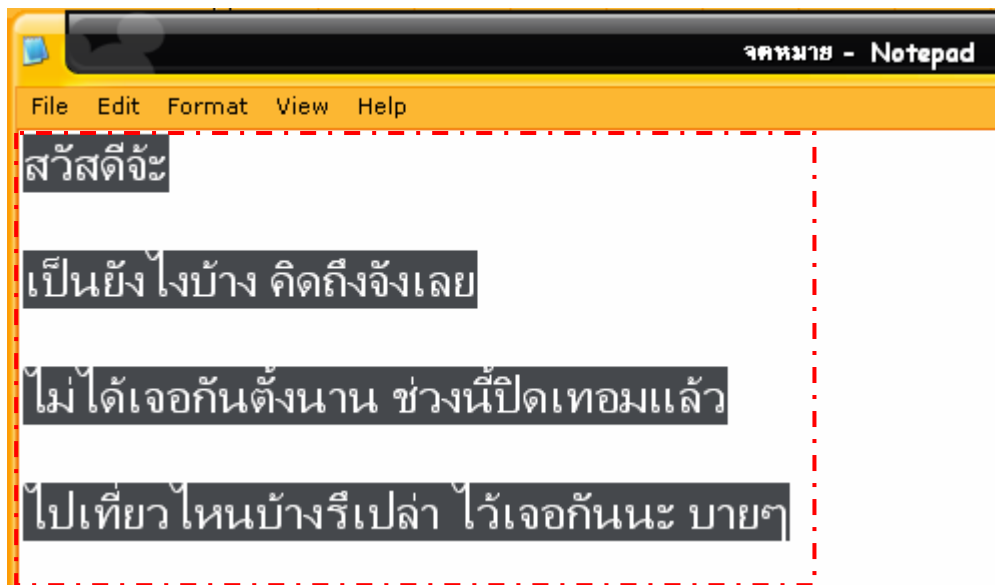 จดหมาย - Notepad
File Edit Format View Help
สวัสดีจ้ะ
เป็นยังไงบ้าง คิดถึงจังเลย
ไม่ได้เจอกันตั้งนาน ช่วงนี้ปิดเทอมแล้ว
ไปเที่ยวไหนบ้างรึเปล่า ไว้เจอกันนะ บายๆ